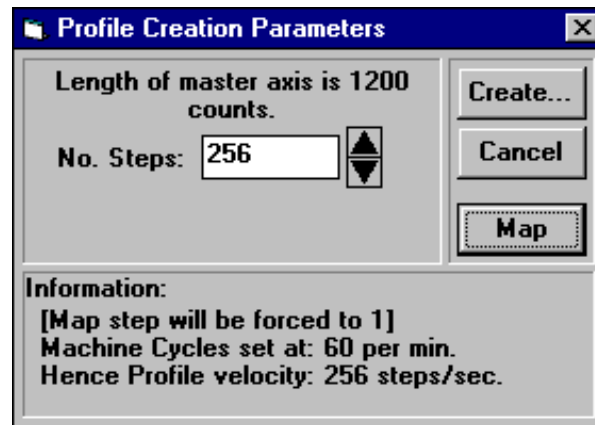 Profile Creation Parameters
Length of master axis is 1200
counts.
No. Steps: 256
Create...
Cancel
Map
Information:
[Map step will be forced to 1]
Machine Cycles set at: 60 per min.
Hence Profile velocity: 256 steps/sec.